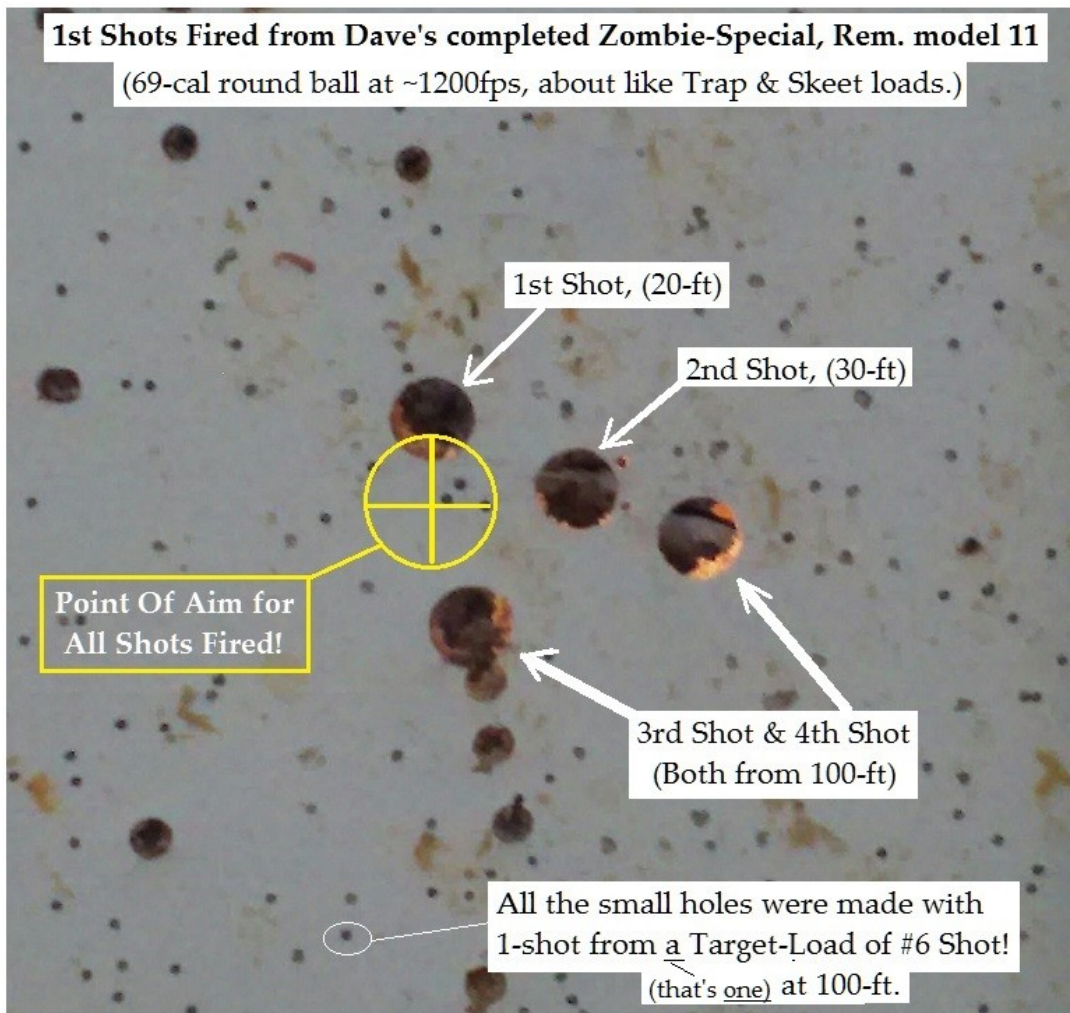 1st Shots Fired from Dave's completed Zombie-Special, Rem. model 11
(69-cal round ball at ~1200fps, about like Trap & Skeet loads.)
1st Shot, (20-ft)
2nd Shot, (30-ft)
Point Of Aim for
All Shots Fired!
3rd Shot & 4th Shot
(Both from 100-ft)
All the small holes were made with
1-shot from a Target-Load of #6 Shot!
(that's one) at 100-ft.